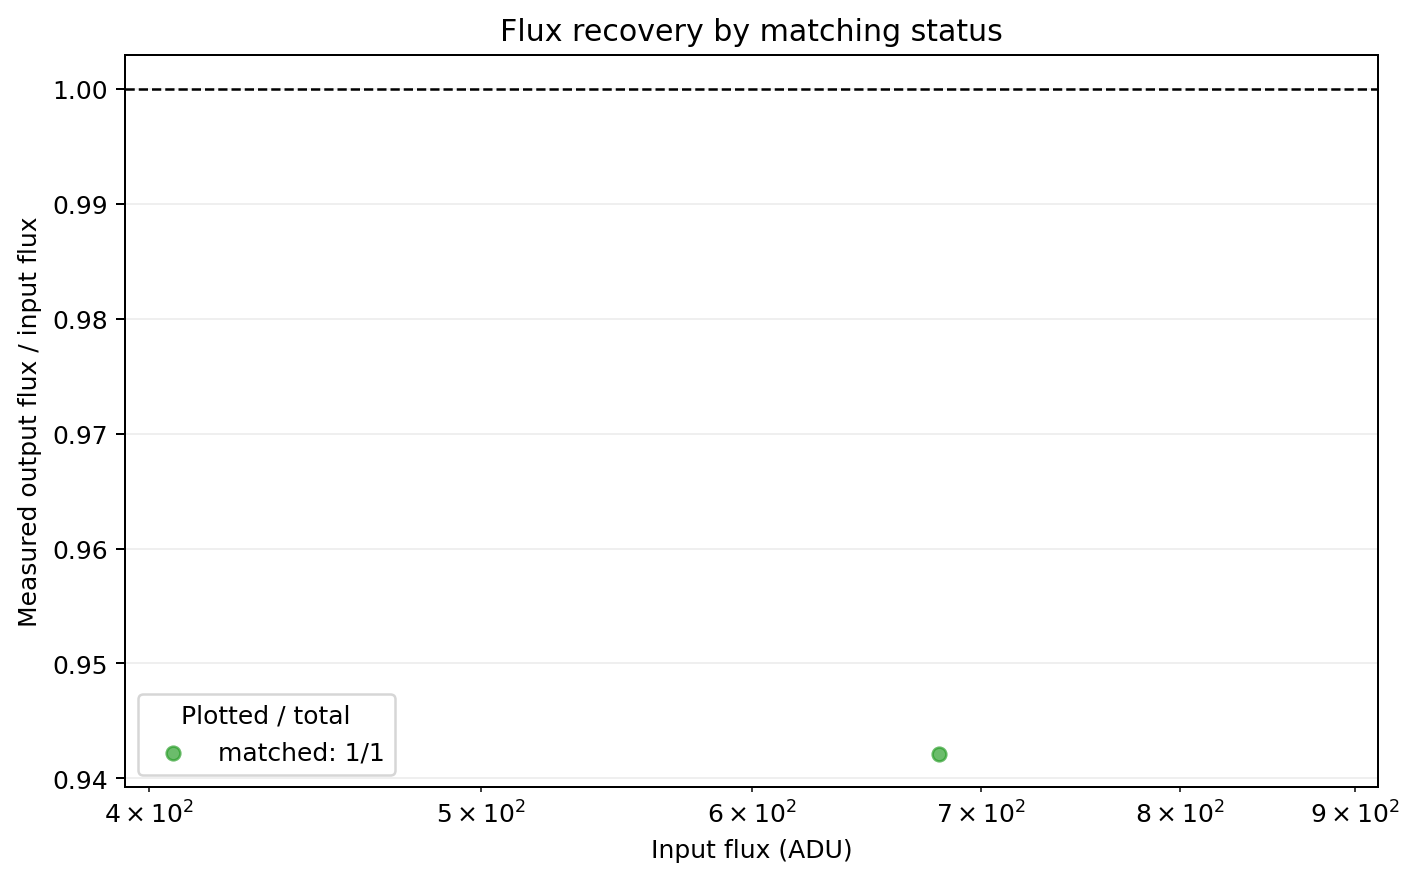 Flux recovery by matching status
1.00
0.99
0.98
0.97
0.96
0.95
0.94
Measured output flux / input flux
Plotted / total
matched: 1/1
4 × 10² 5 × 10² 6 × 10² 7 × 10² 8 × 10² 9 × 10²
Input flux (ADU)